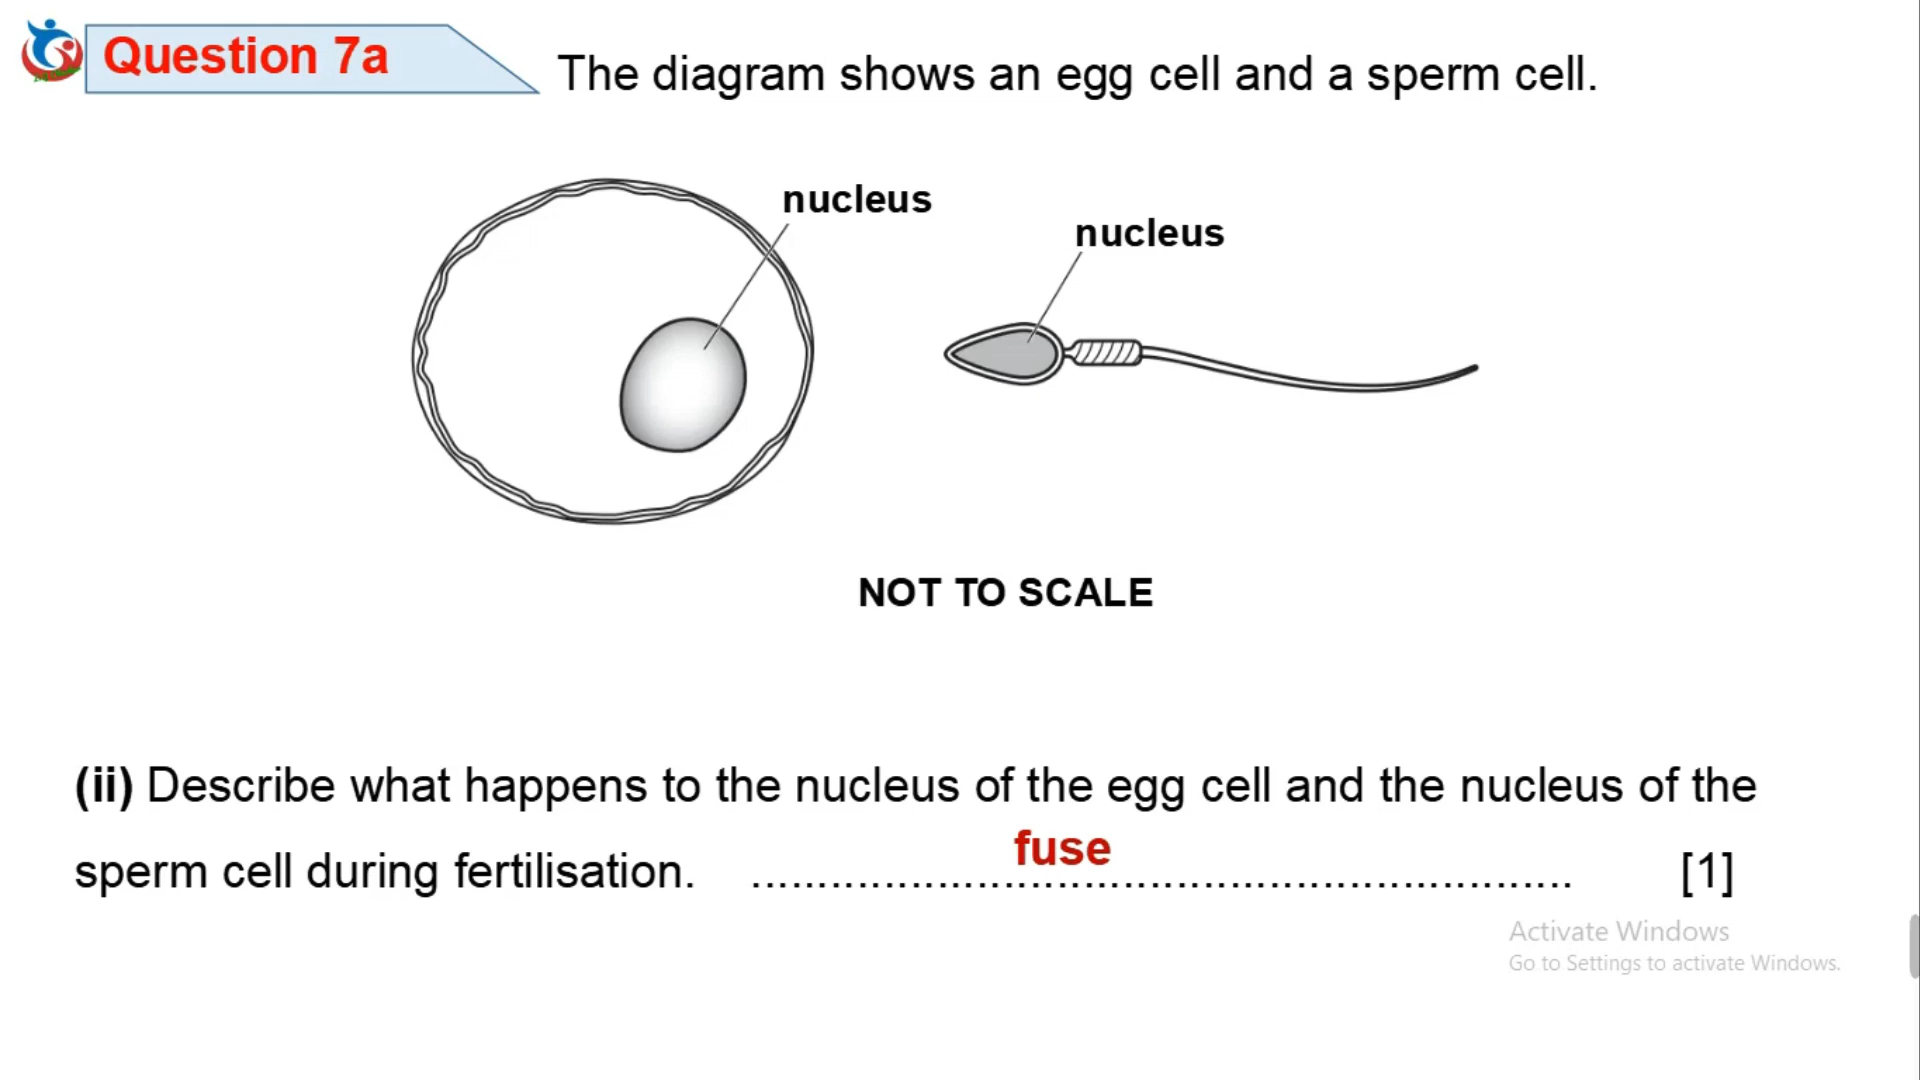 Question 7a
The diagram shows an egg cell and a sperm cell.
nucleus
nucleus
NOT TO SCALE
(ii) Describe what happens to the nucleus of the egg cell and the nucleus of the
fuse
sperm cell during fertilisation. .............................................................. [1]
Activate Windows
Go to Settings to activate Windows.